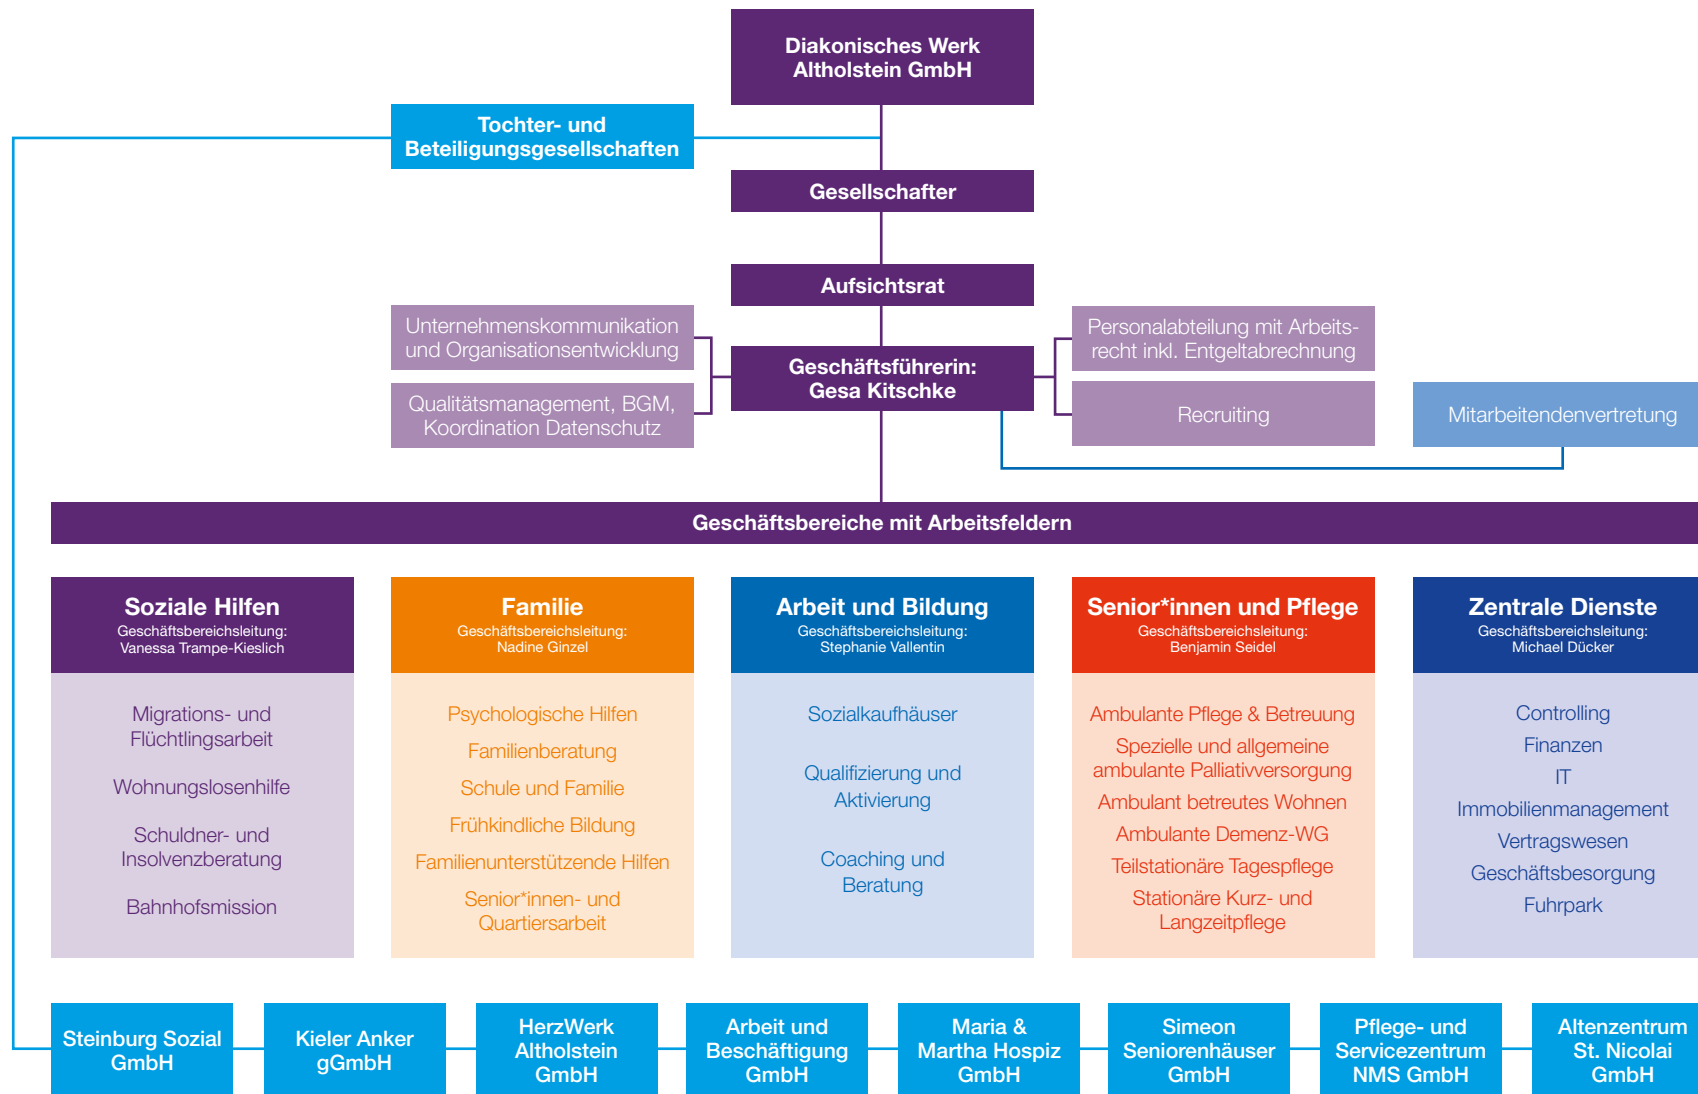 Diakonisches Werk
Altholstein GmbH
Tochter- und
Beteiligungsgesellschaften
Gesellschafter
Aufsichtsrat
Unternehmenskommunikation
und Organisationsentwicklung
Qualitätsmanagement, BGM,
Koordination Datenschutz
Geschäftsführerin:
Gesa Kitschke
Personalabteilung mit Arbeits-
recht inkl. Entgeltabrechnung
Recruiting
Mitarbeitendenvertretung
Geschäftsbereiche mit Arbeitsfeldern
Soziale Hilfen
Geschäftsbereichsleitung:
Vanessa Trampe-Kieslich
Migrations- und
Flüchtlingsarbeit
Wohnungslosenhilfe
Schuldner- und
Insolvenzberatung
Bahnhofsmission
Familie
Geschäftsbereichsleitung:
Nadine Ginzel
Psychologische Hilfen
Familienberatung
Schule und Familie
Frühkindliche Bildung
Familienunterstützende Hilfen
Senior*innen- und
Quartiersarbeit
Arbeit und Bildung
Geschäftsbereichsleitung:
Stephanie Vallentin
Sozialkaufhäuser
Qualifizierung und
Aktivierung
Coaching und
Beratung
Senior*innen und Pflege
Geschäftsbereichsleitung:
Benjamin Seidel
Ambulante Pflege & Betreuung
Spezielle und allgemeine
ambulante Palliativversorgung
Ambulant betreutes Wohnen
Ambulante Demenz-WG
Teilstationäre Tagespflege
Stationäre Kurz- und
Langzeitpflege
Zentrale Dienste
Geschäftsbereichsleitung:
Michael Dücker
Controlling
Finanzen
IT
Immobilienmanagement
Vertragswesen
Geschäftsbesorgung
Fuhrpark
Steinburg Sozial
GmbH
Kieler Anker
gGmbH
HerzWerk
Altholstein
GmbH
Arbeit und
Beschäftigung
GmbH
Maria &
Martha Hospiz
GmbH
Simeon
Seniorenhäuser
GmbH
Pflege- und
Servicezentrum
NMS GmbH
Altenzentrum
St. Nicolai
GmbH